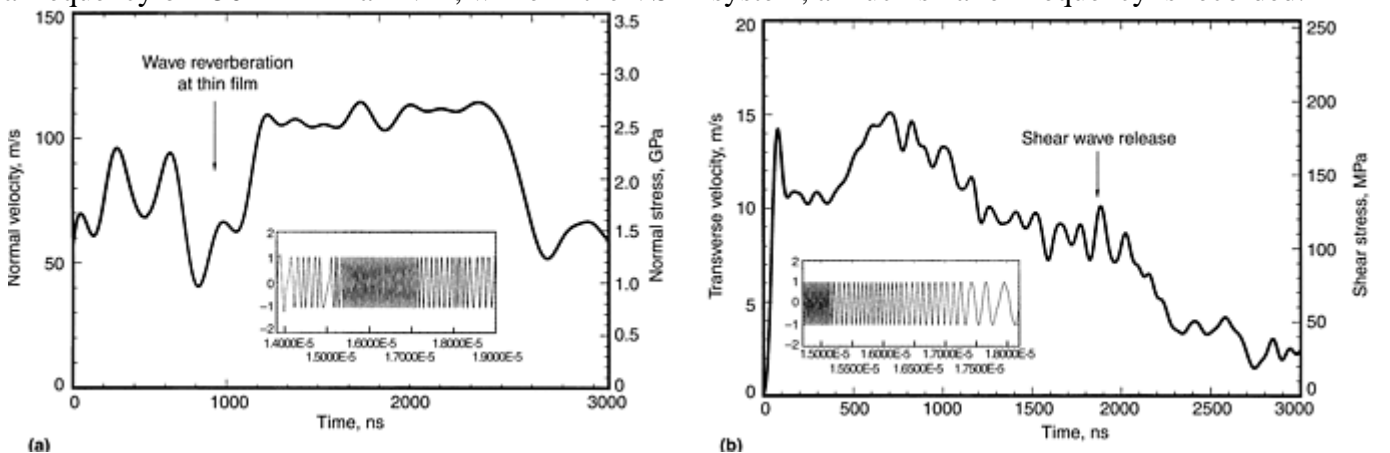 150
100
50
0
Normal velocity, m/s
Wave reverberation
at thin film
3.5
3.0
2.5
2.0
1.5
1.0
0.5
0
Normal stress, GPa
2
1
0
−1
−2
1.4000E-5 1.6000E-5 1.8000E-5
1.5000E-5 1.7000E-5 1.9000E-5
0 1000 2000 3000
Time, ns
(a)
20
15
10
5
0
Transverse velocity, m/s
Shear wave release
250
200
150
100
50
0
Shear stress, MPa
2
1
0
−1
−2
1.5000E-5 1.6000E-5 1.7000E-5 1.8000E-5
1.5500E-5 1.6500E-5 1.7500E-5
0 500 1000 1500 2000 2500 3000
Time, ns
(b)